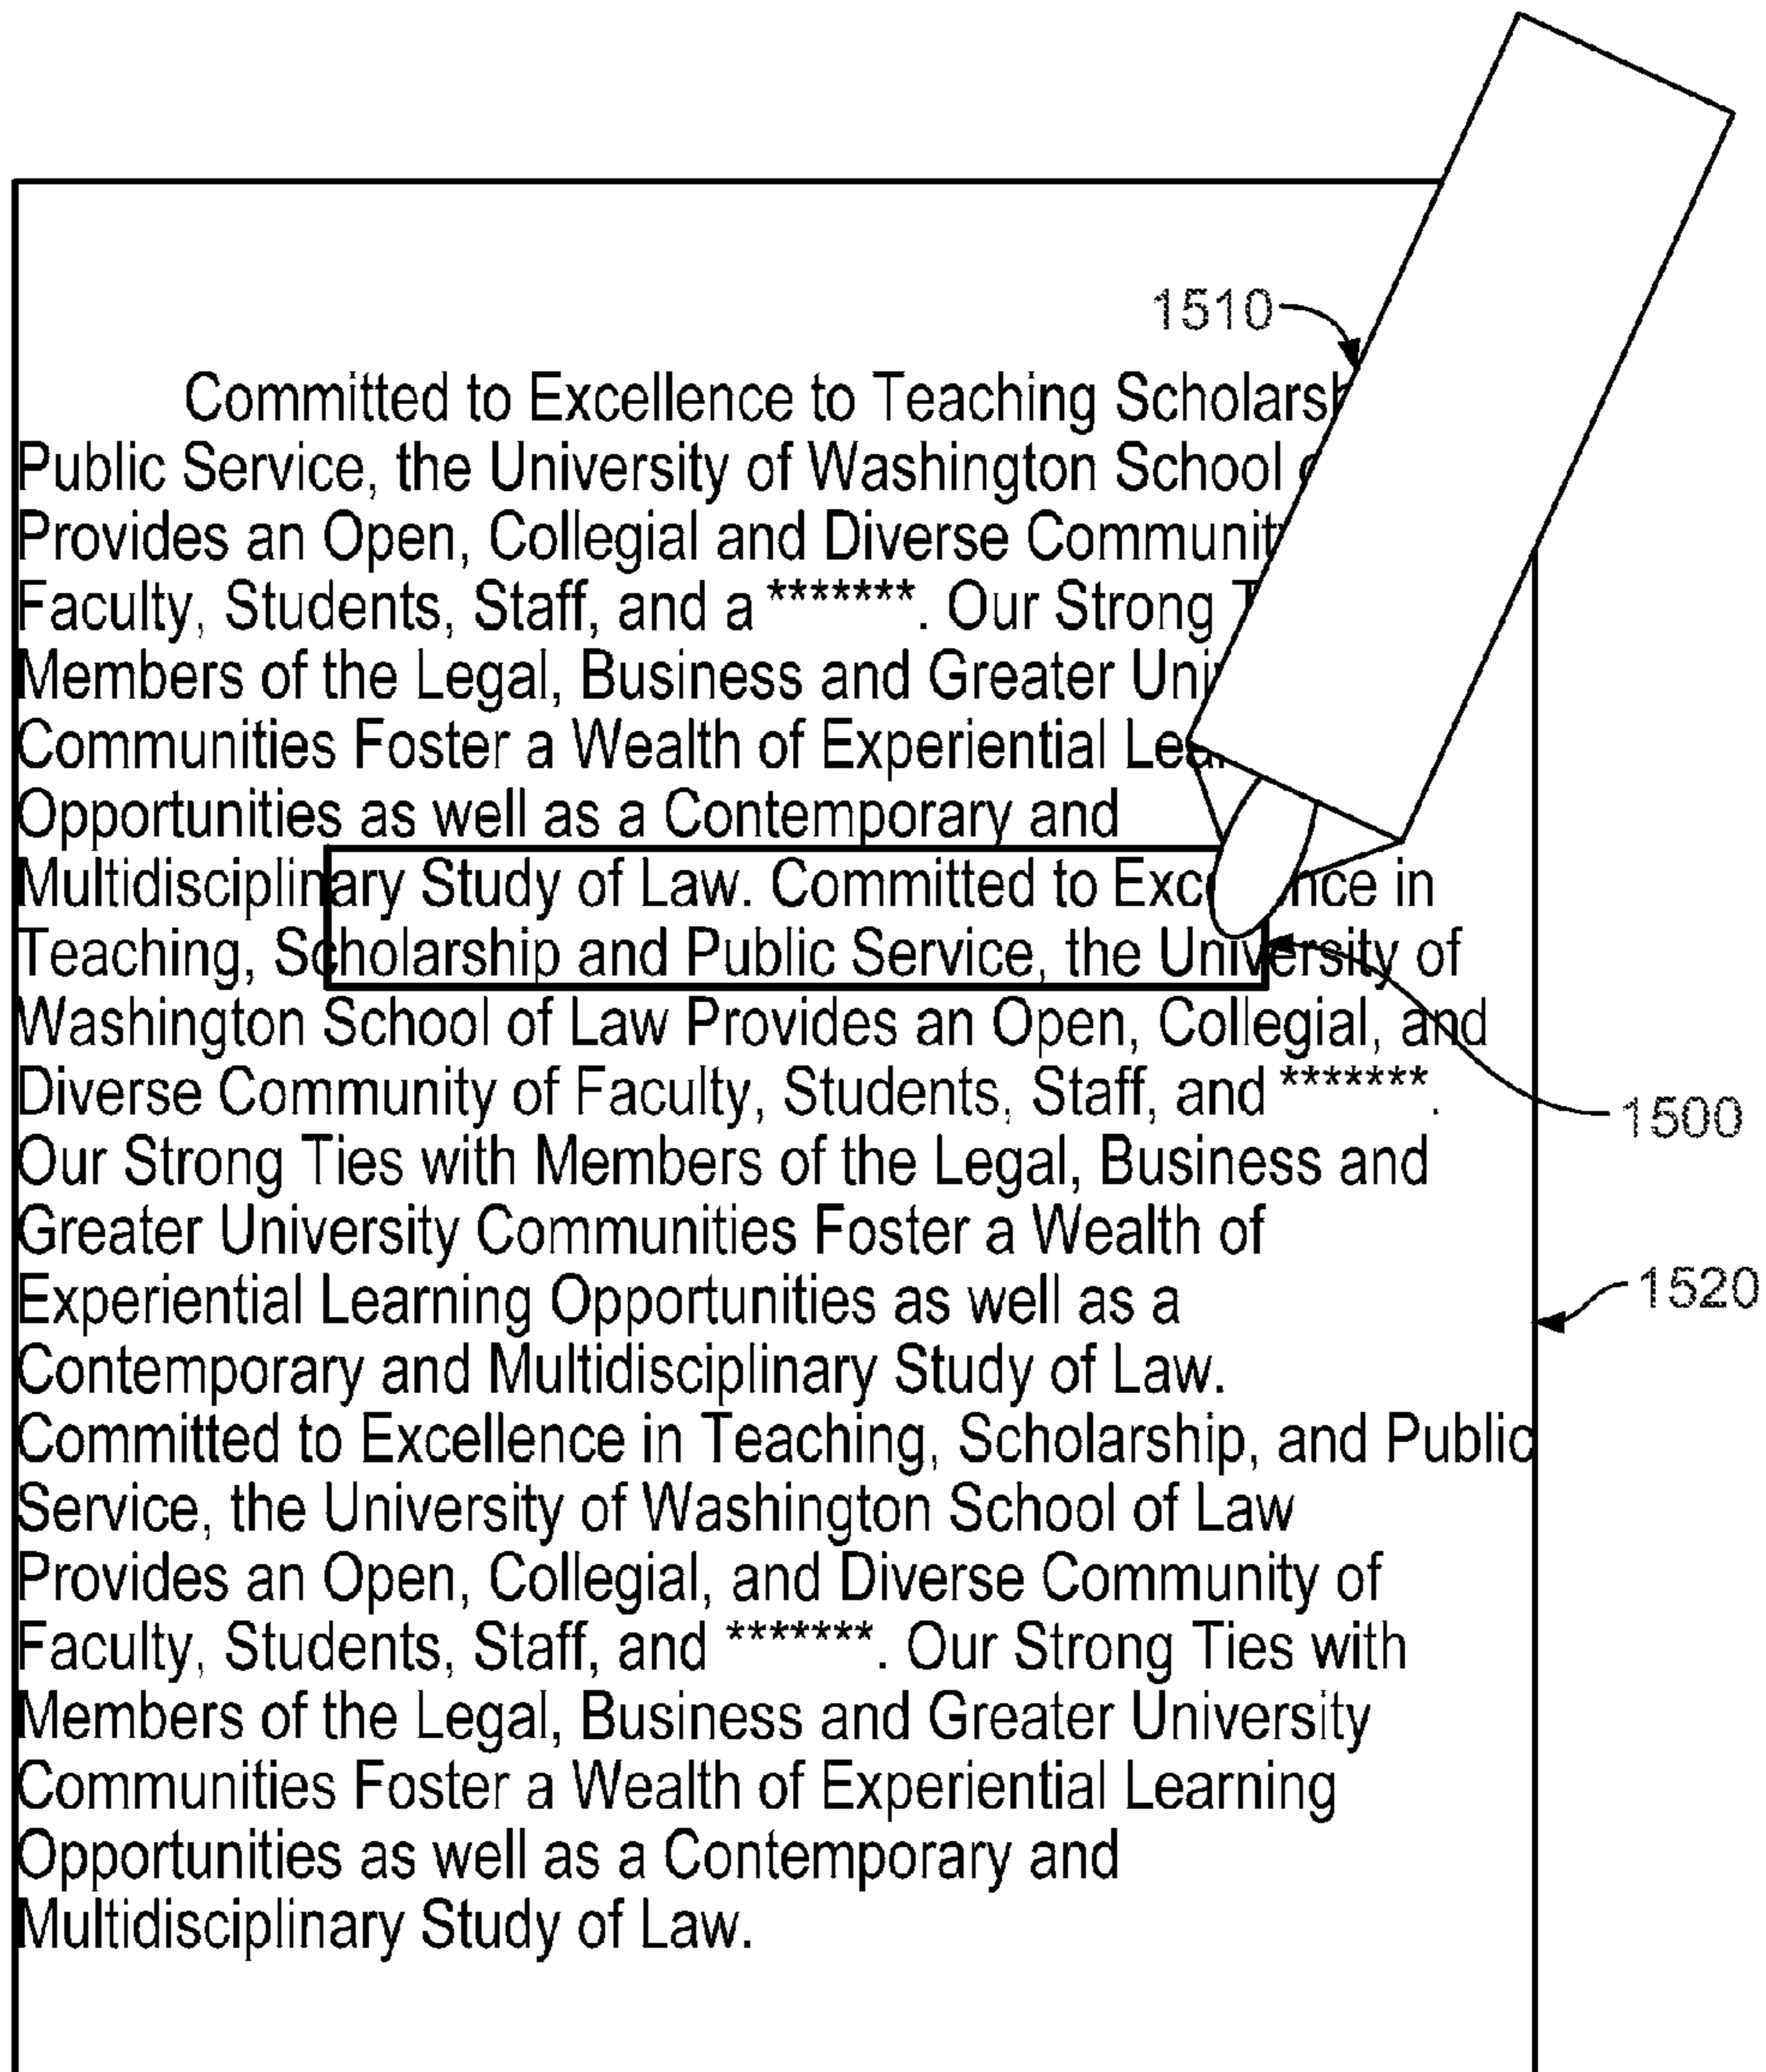 1510
Committed to Excellence to Teaching Scholarsh
Public Service, the University of Washington School
Provides an Open, Collegial and Diverse Community
Faculty, Students, Staff, and a *******. Our Strong
Members of the Legal, Business and Greater Uni
Communities Foster a Wealth of Experiential Lear
Opportunities as well as a Contemporary and
Multidisciplinary Study of Law. Committed to Exc nce in
Teaching, Scholarship and Public Service, the University of
Washington School of Law Provides an Open, Collegial, and
Diverse Community of Faculty, Students, Staff, and *******.
1500
Our Strong Ties with Members of the Legal, Business and
Greater University Communities Foster a Wealth of
1520
Experiential Learning Opportunities as well as a
Contemporary and Multidisciplinary Study of Law.
Committed to Excellence in Teaching, Scholarship, and Public
Service, the University of Washington School of Law
Provides an Open, Collegial, and Diverse Community of
Faculty, Students, Staff, and *******. Our Strong Ties with
Members of the Legal, Business and Greater University
Communities Foster a Wealth of Experiential Learning
Opportunities as well as a Contemporary and
Multidisciplinary Study of Law.